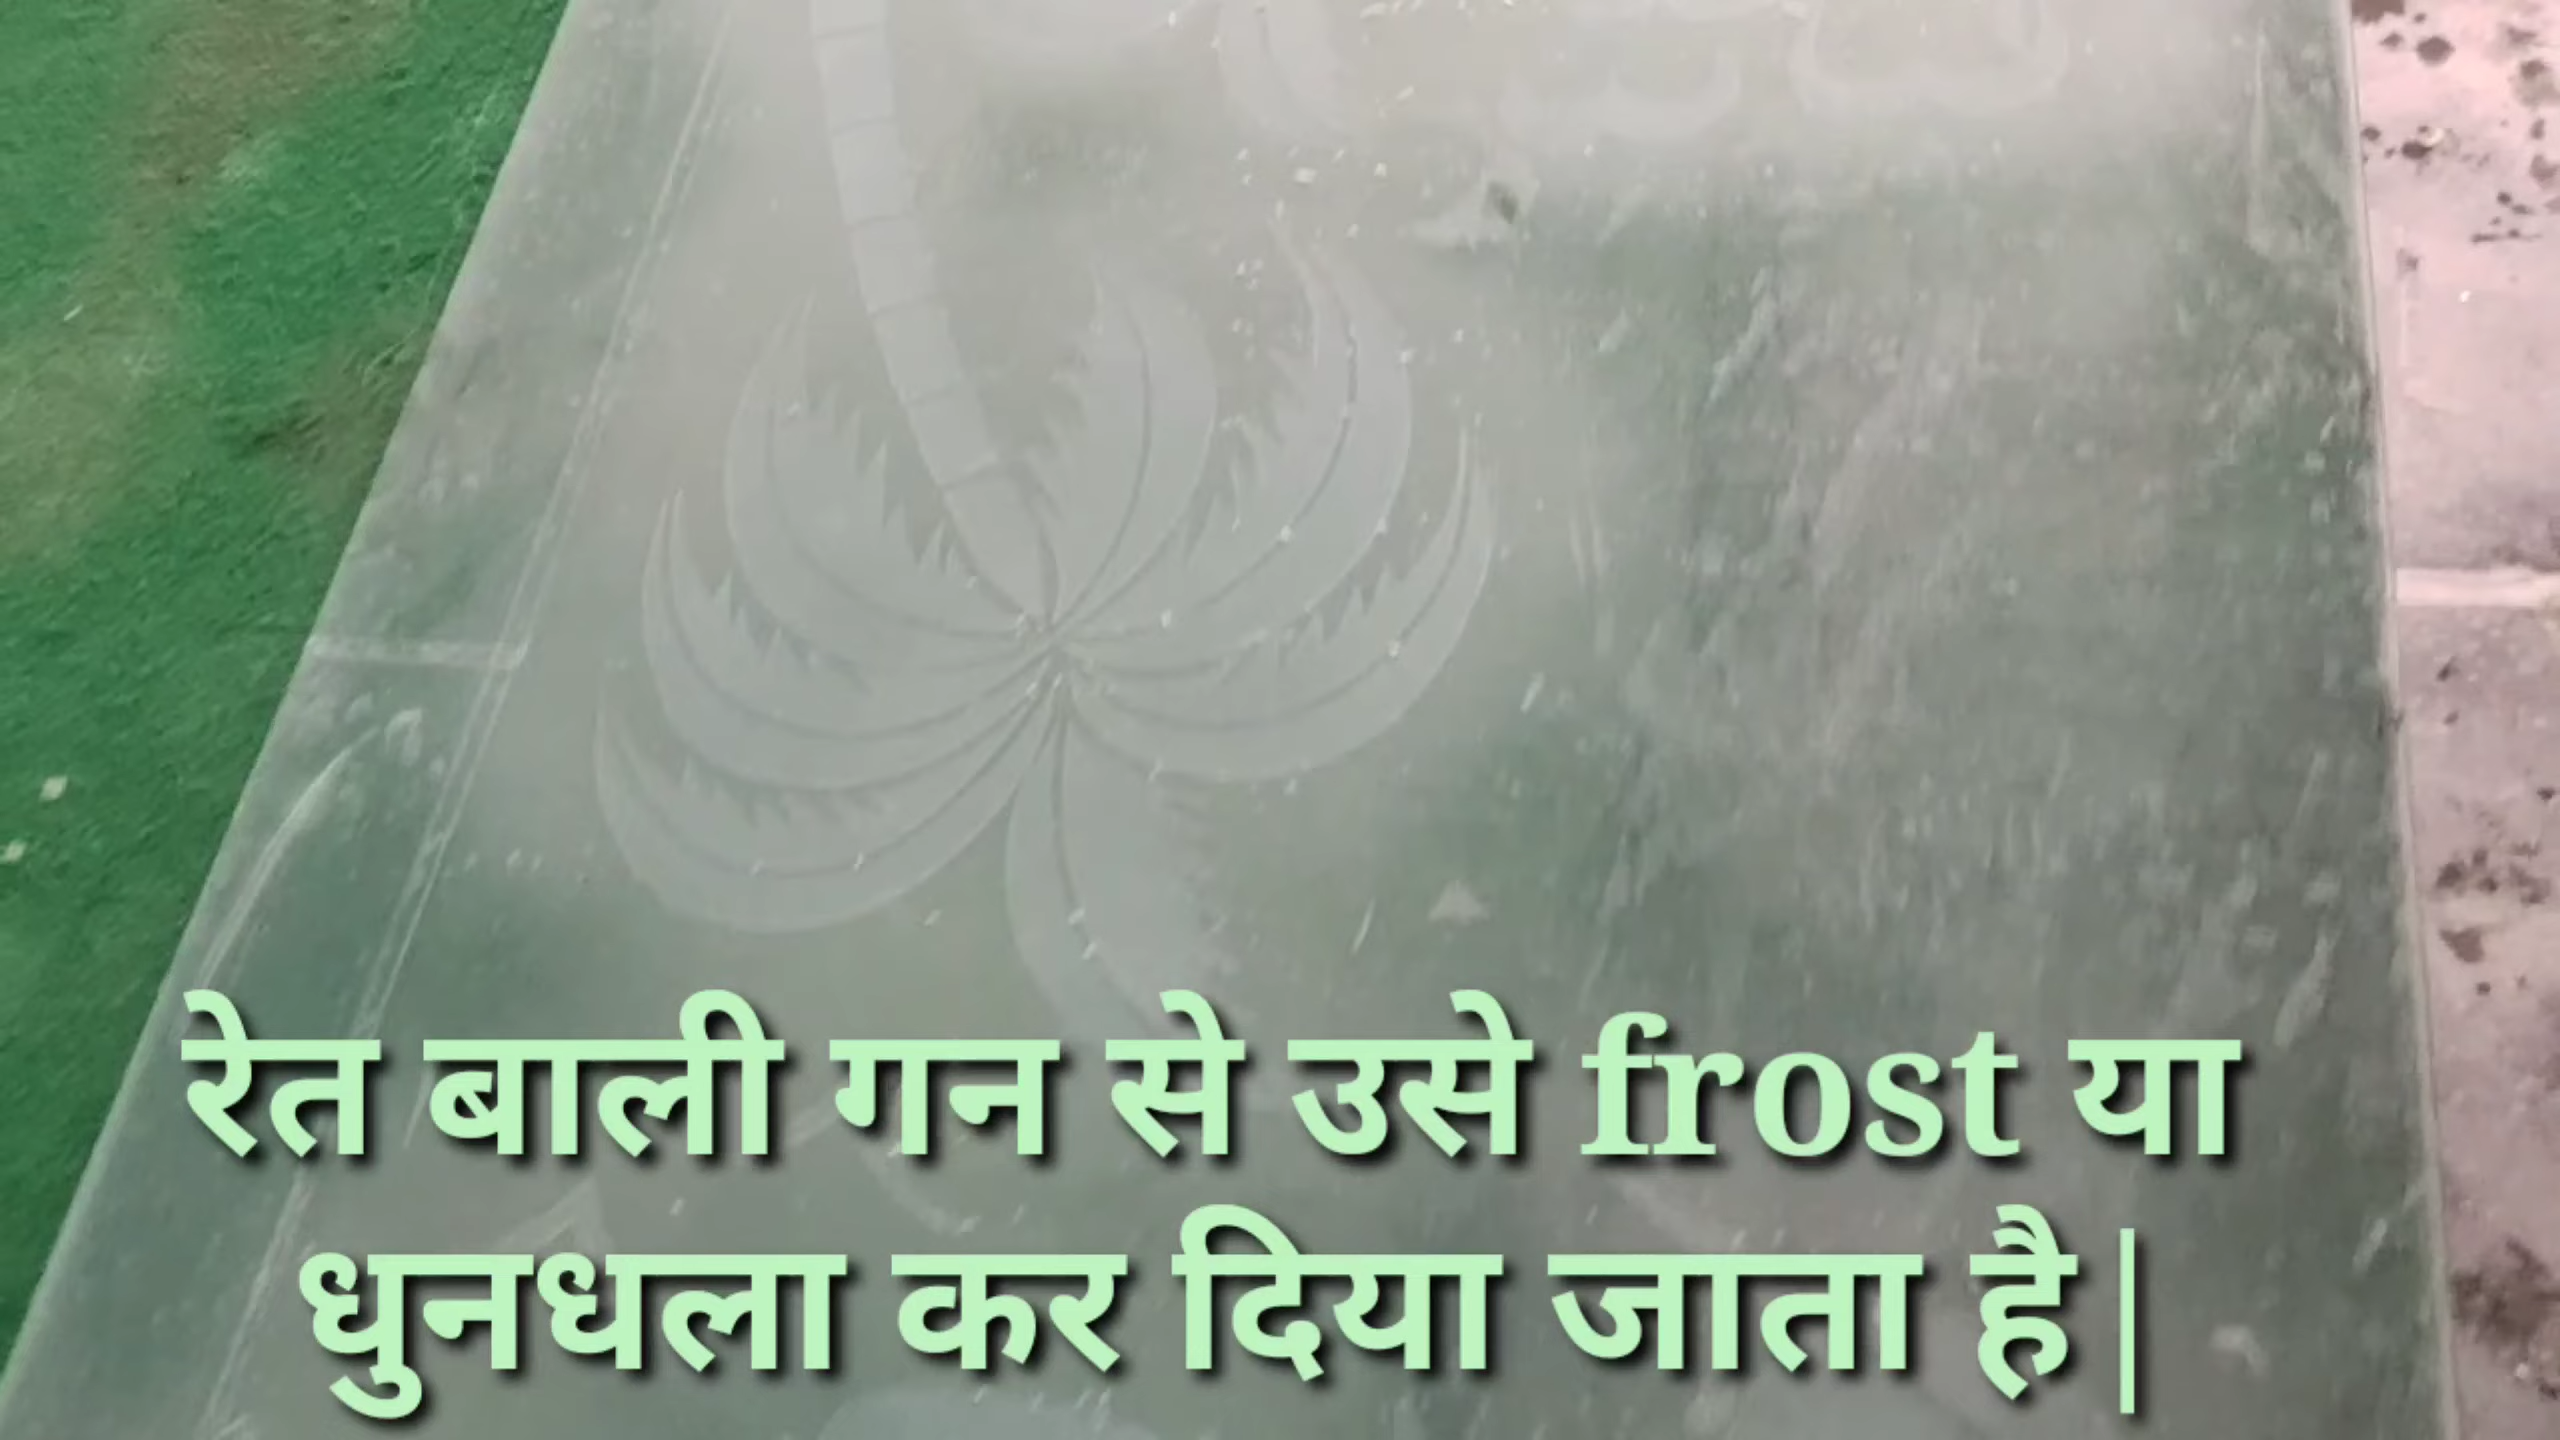 रेत बाली गन से उसे frost या
धुनधला कर दिया जाता है|